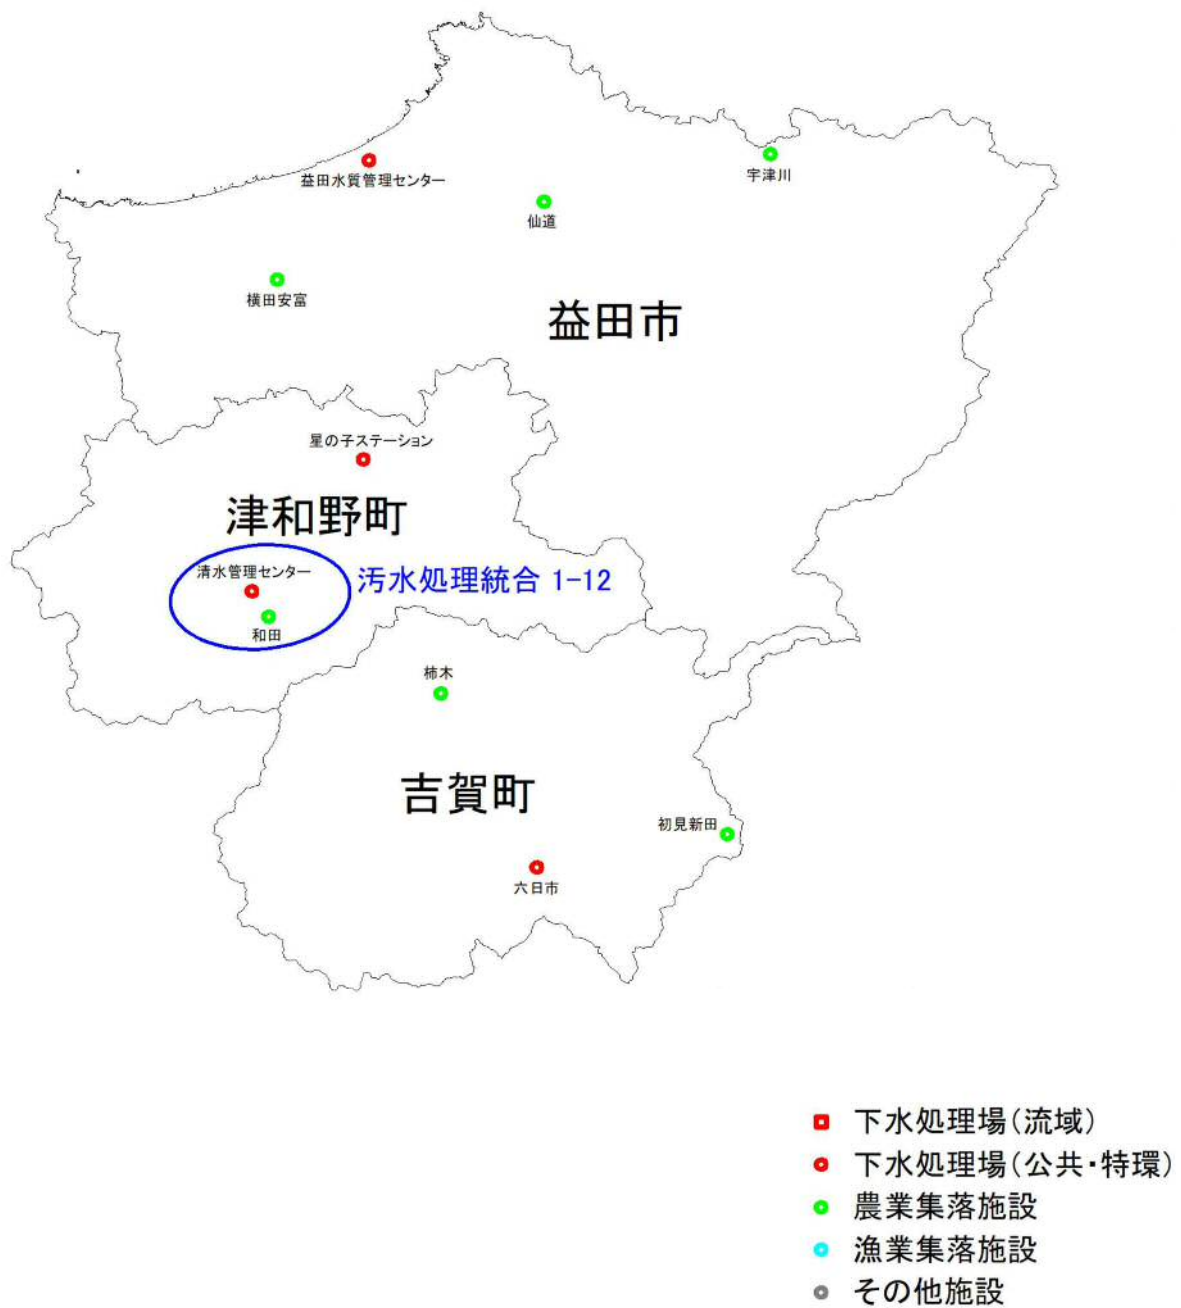 益田水質管理センター
宇津川
仙道
横田安富
益田市
星の子ステーション
津和野町
清水管理センター
汚水処理統合 1-12
和田
柿木
吉賀町
初見新田
六日市
下水処理場(流域)
下水処理場(公共・特環)
農業集落施設
漁業集落施設
その他施設